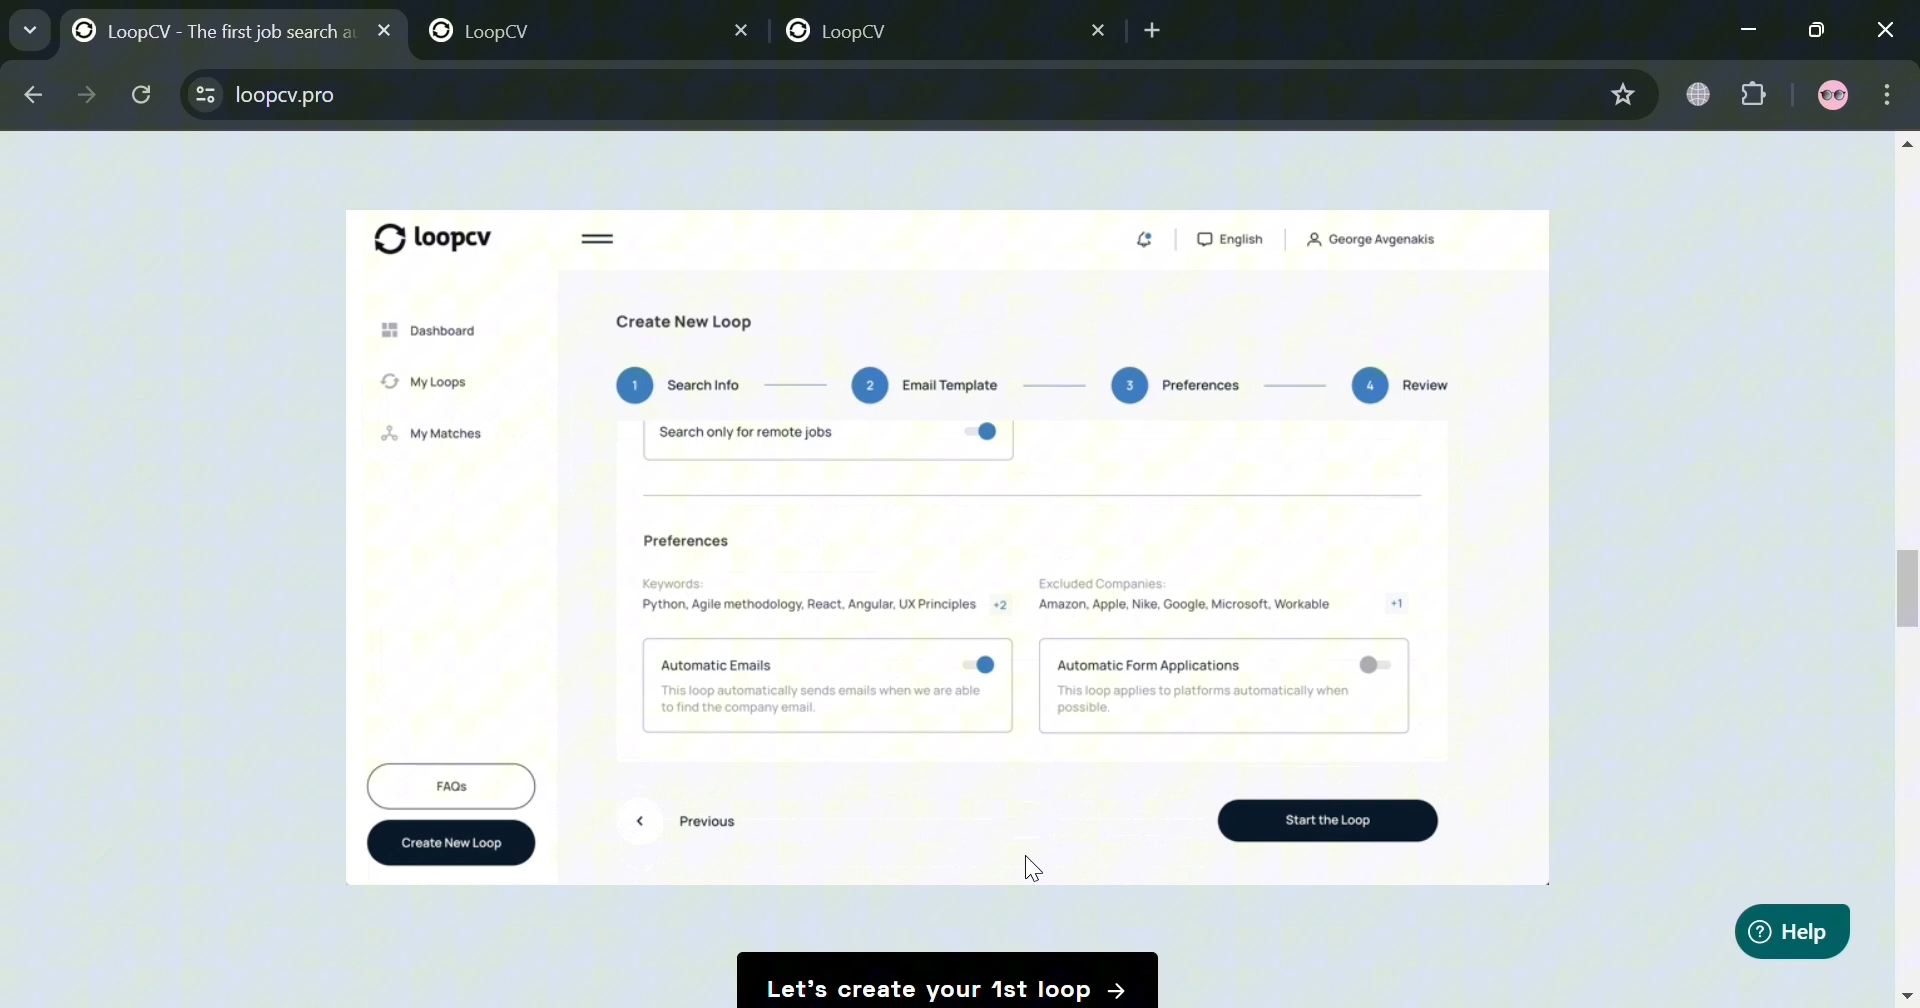 LoopCV - The first job search au
LoopCV
LoopCV
loopcv.pro
loopcv
English
George Avgenakis
Dashboard
My Loops
My Matches
Create New Loop
1 Search Info
2 Email Template
3 Preferences
4 Review
Search only for remote jobs
Preferences
Keywords:
Python, Agile methodology, React, Angular, UX Principles +2
Excluded Companies:
Amazon, Apple, Nike, Google, Microsoft, Workable +1
Automatic Emails
This loop automatically sends emails when we are able
to find the company email.
Automatic Form Applications
This loop applies to platforms automatically when
possible.
FAQs
Create New Loop
Previous
Start the Loop
Help
Let's create your 1st loop →